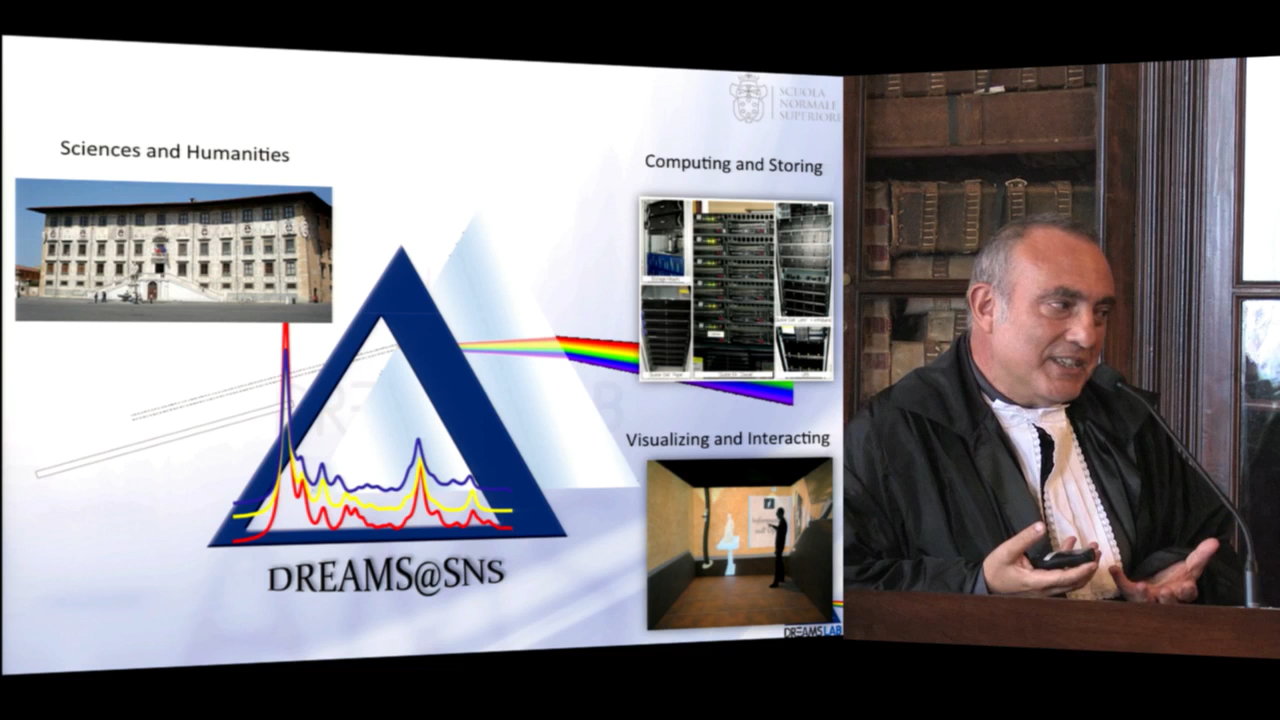 SCUOLA
NORMALE
SUPERIORE
Sciences and Humanities
Computing and Storing
Visualizing and Interacting
DREAMS@SNS
DREAMSLAB